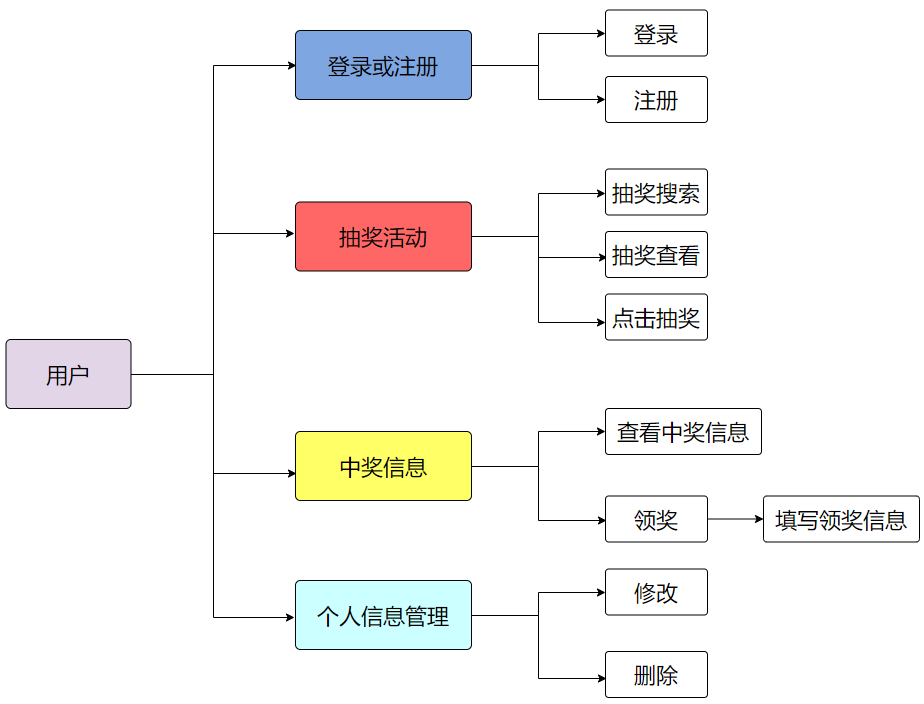 用户
登录或注册
登录
注册
抽奖活动
抽奖搜索
抽奖查看
点击抽奖
中奖信息
查看中奖信息
领奖
填写领奖信息
个人信息管理
修改
删除